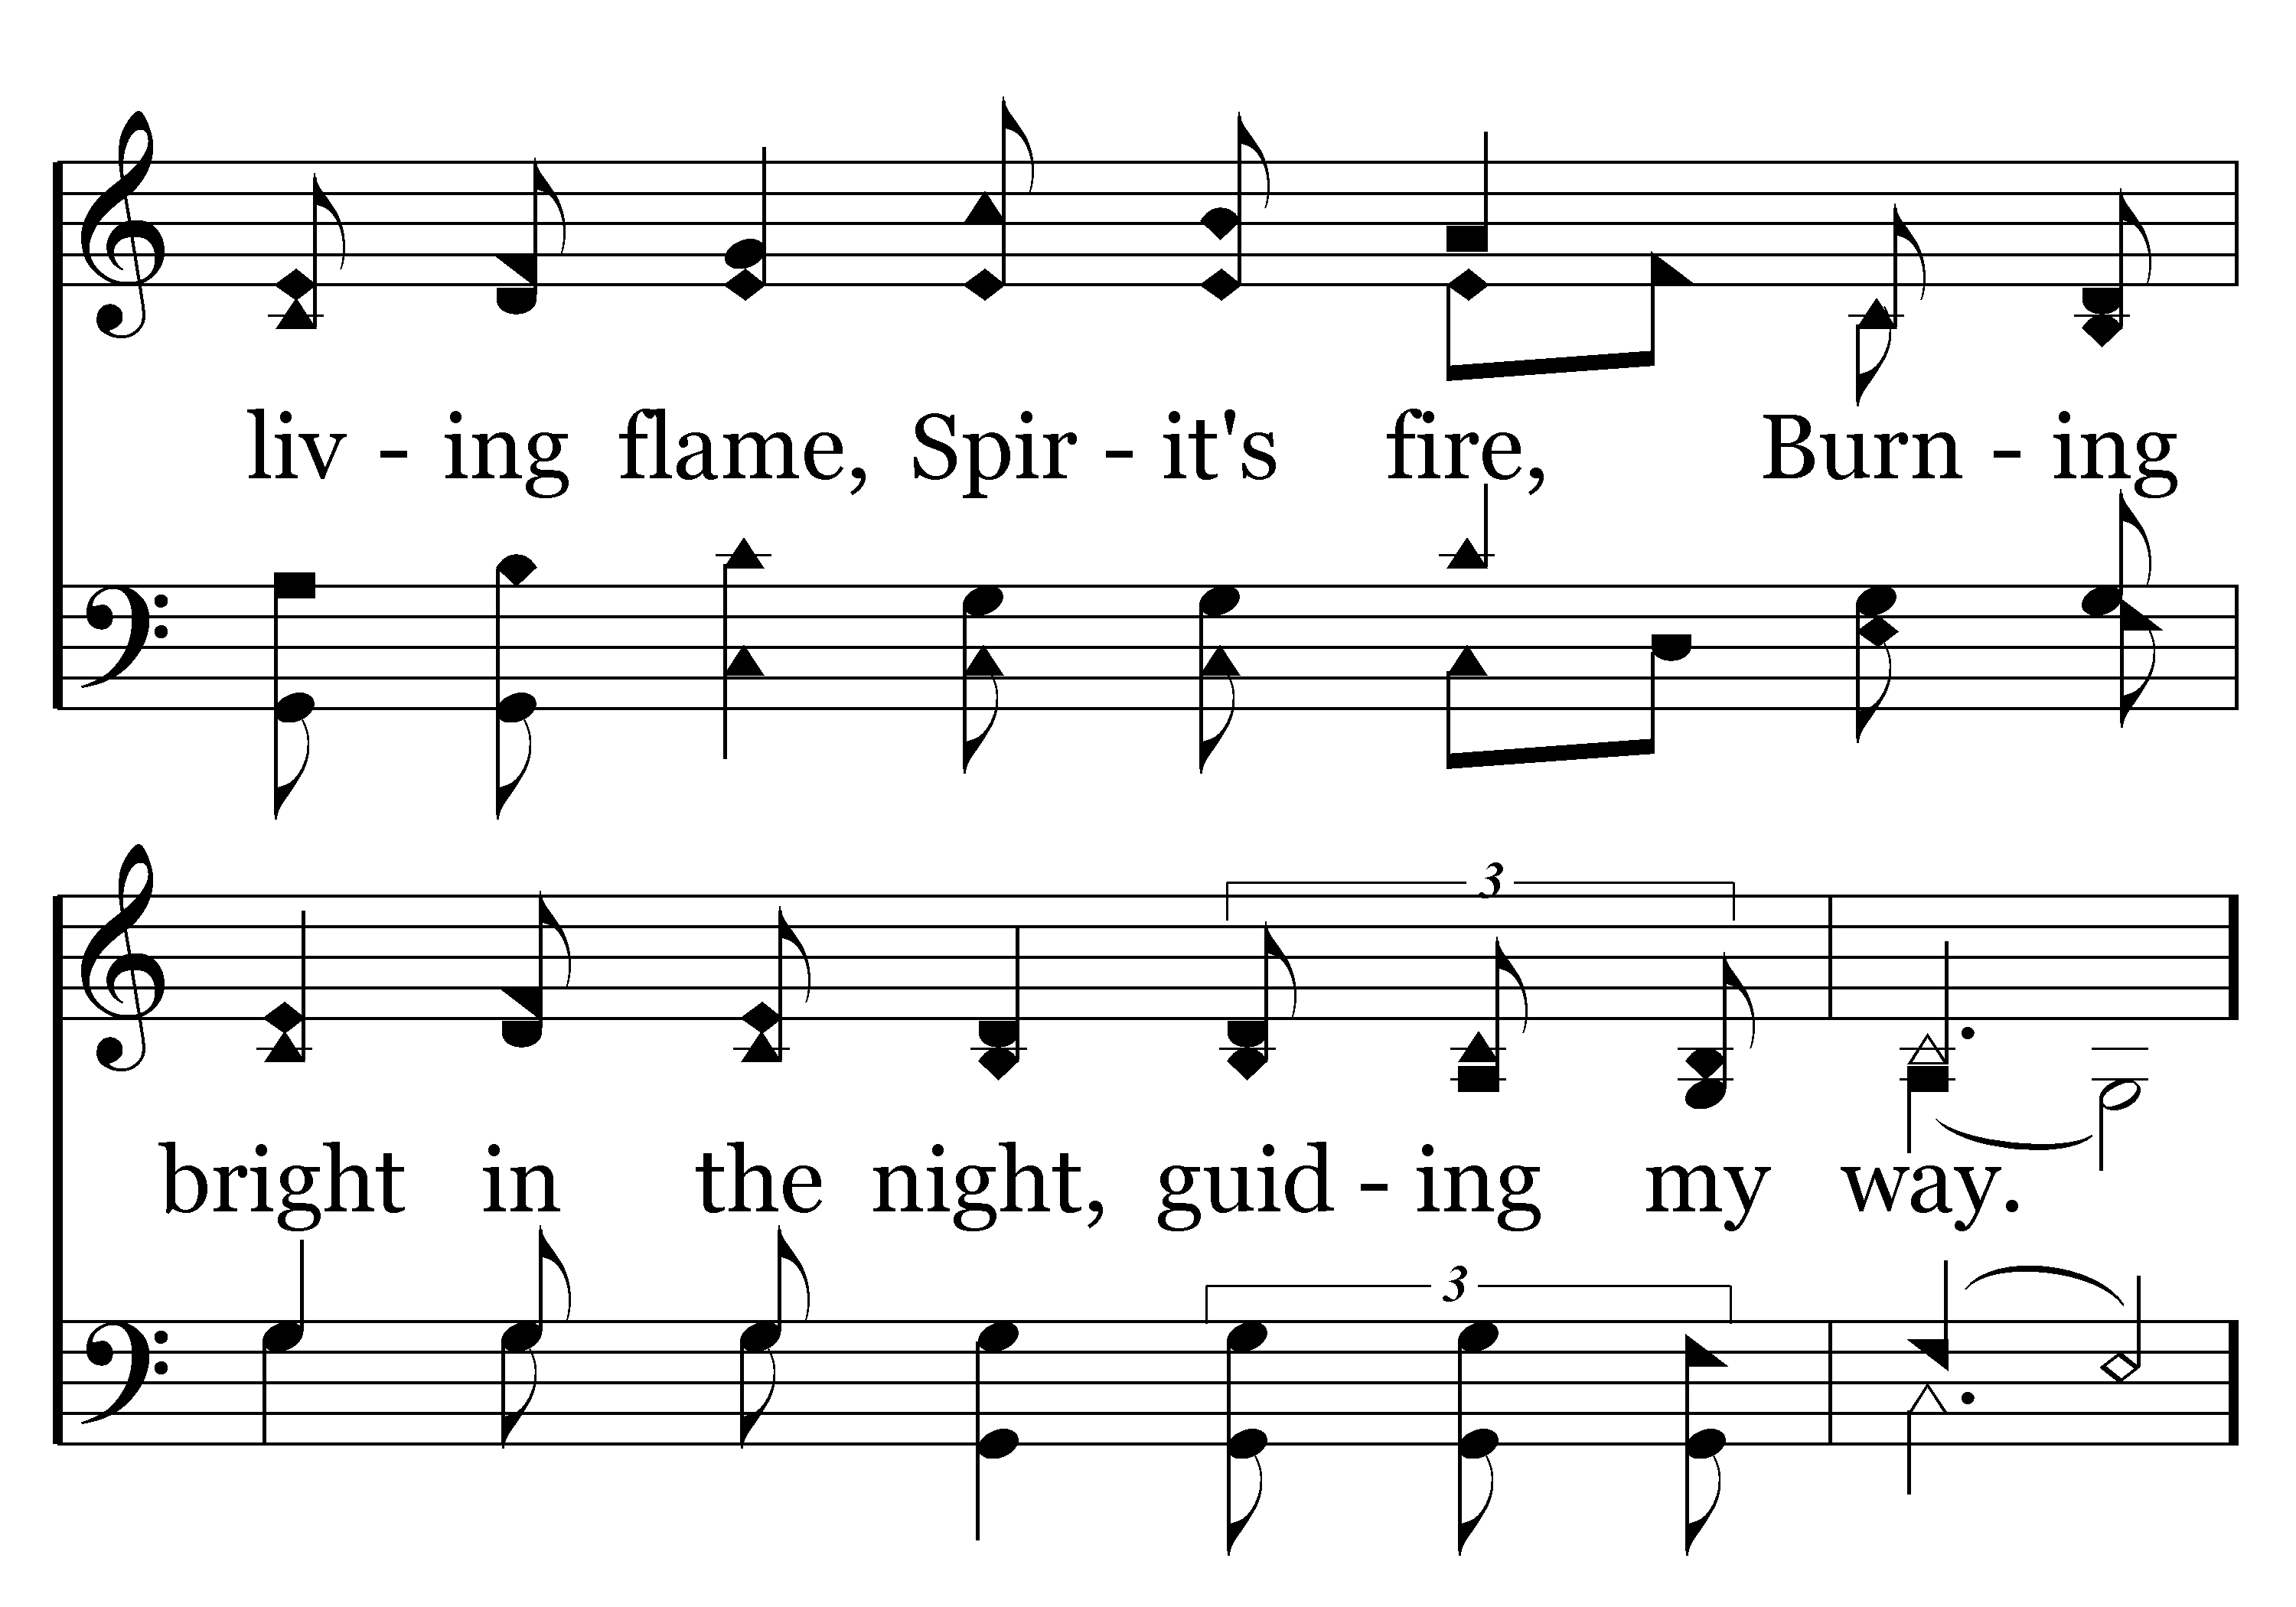 liv - ing flame, Spir - it's fire, Burn - ing
3
bright in the night, guid - ing my way.
3